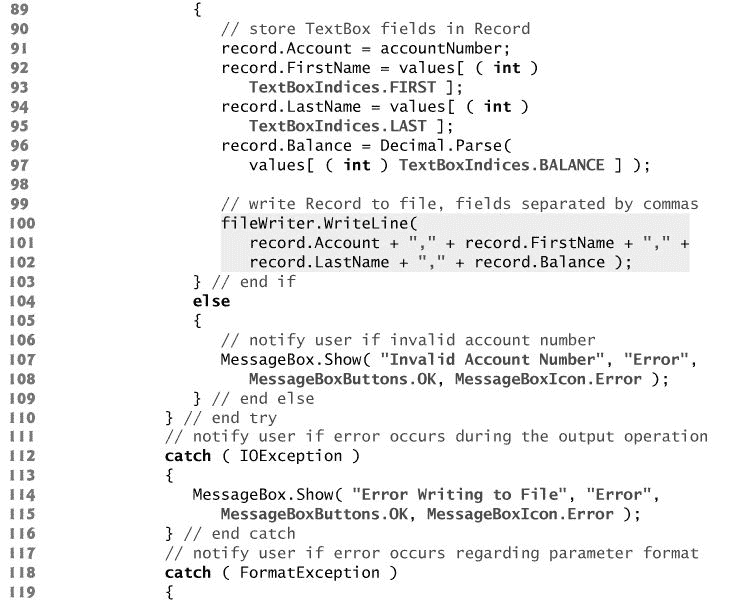 89 {
90 // store TextBox fields in Record
91 record.Account = accountNumber;
92 record.FirstName = values[ ( int )
93 TextBoxIndices.FIRST ];
94 record.LastName = values[ ( int )
95 TextBoxIndices.LAST ];
96 record.Balance = Decimal.Parse(
97 values[ ( int ) TextBoxIndices.BALANCE ] );
98
99 // write Record to file, fields separated by commas
100 fileWriter.WriteLine(
101 record.Account + "," + record.FirstName + "," +
102 record.LastName + "," + record.Balance );
103 } // end if
104 else
105 {
106 // notify user if invalid account number
107 MessageBox.Show( "Invalid Account Number", "Error",
108 MessageBoxButtons.OK, MessageBoxIcon.Error );
109 } // end else
110 } // end try
111 // notify user if error occurs during the output operation
112 catch ( IOException )
113 {
114 MessageBox.Show( "Error Writing to File", "Error",
115 MessageBoxButtons.OK, MessageBoxIcon.Error );
116 } // end catch
117 // notify user if error occurs regarding parameter format
118 catch ( FormatException )
119 {